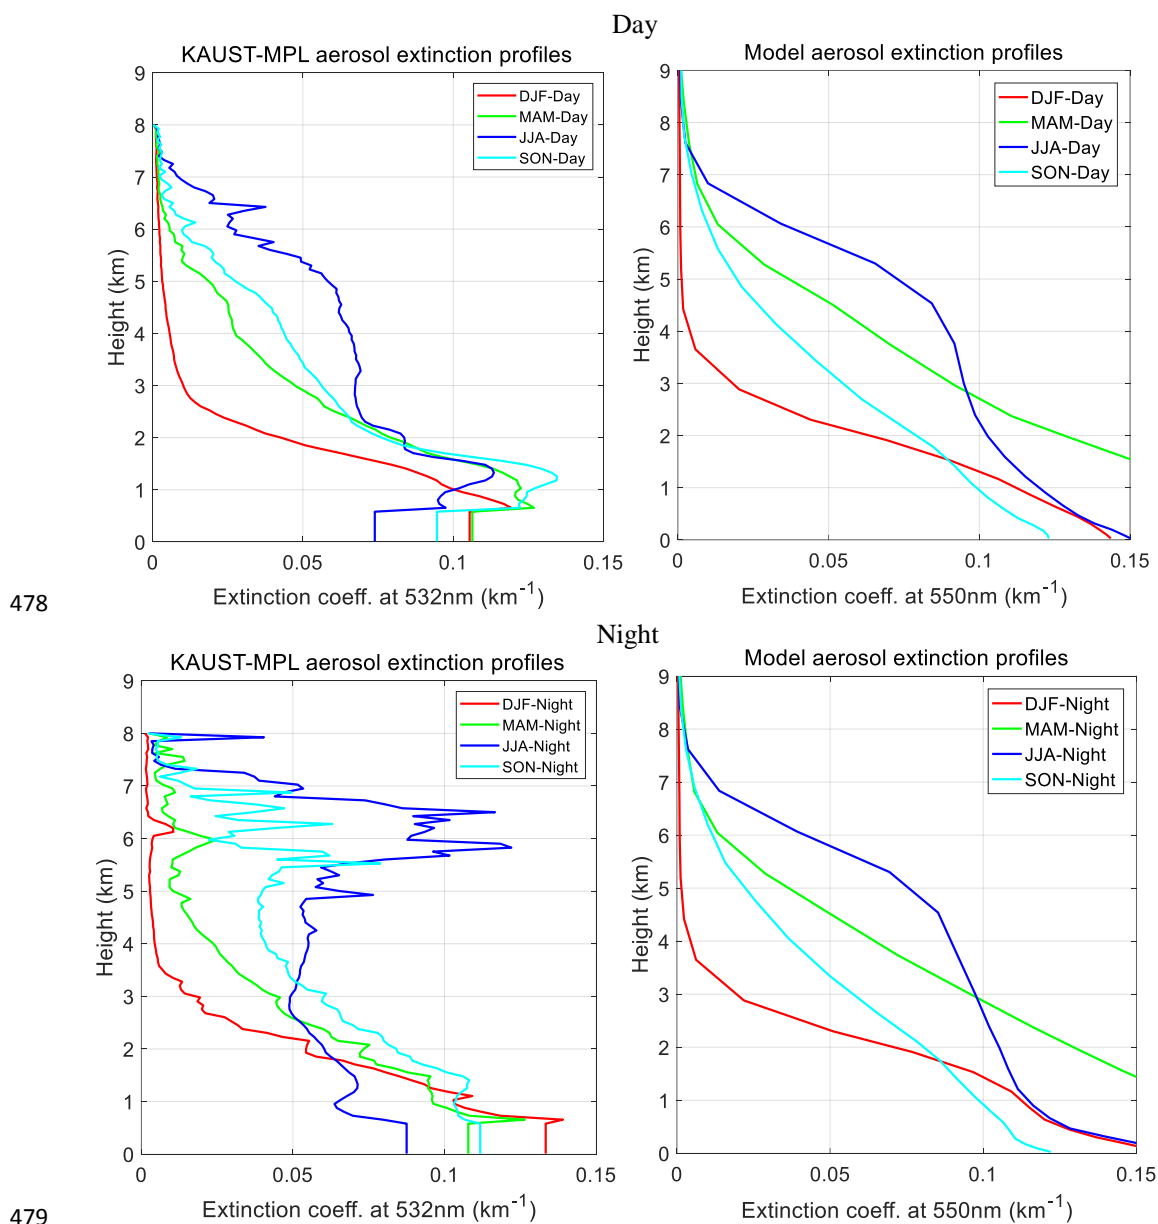 Day
KAUST-MPL aerosol extinction profiles
9
8
7
6
5
4
3
2
1
0
Height (km)
DJF-Day
MAM-Day
JJA-Day
SON-Day
0 0.05 0.1 0.15
Extinction coeff. at 532nm (km⁻¹)
Model aerosol extinction profiles
9
8
7
6
5
4
3
2
1
0
Height (km)
DJF-Day
MAM-Day
JJA-Day
SON-Day
0 0.05 0.1 0.15
Extinction coeff. at 550nm (km⁻¹)
478
Night
KAUST-MPL aerosol extinction profiles
9
8
7
6
5
4
3
2
1
0
Height (km)
DJF-Night
MAM-Night
JJA-Night
SON-Night
0 0.05 0.1 0.15
Extinction coeff. at 532nm (km⁻¹)
Model aerosol extinction profiles
9
8
7
6
5
4
3
2
1
0
Height (km)
DJF-Night
MAM-Night
JJA-Night
SON-Night
0 0.05 0.1 0.15
Extinction coeff. at 550nm (km⁻¹)
479